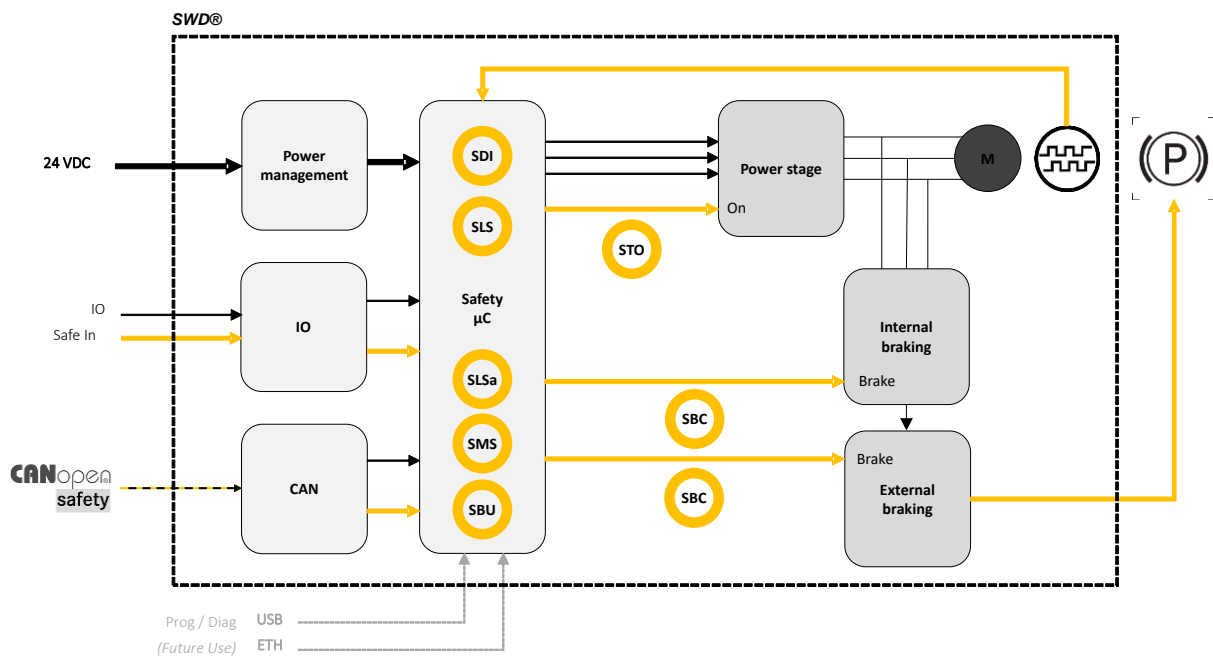 SWD®
24 VDC
Power
management
SDI
SLS
Power stage
On
M
P
STO
IO
Safe In
IO
Safety
µC
Internal
braking
Brake
SLSa
SBC
SMS
CANopen
safety
CAN
SBU
SBC
Brake
External
braking
Prog / Diag USB
(Future Use) ETH